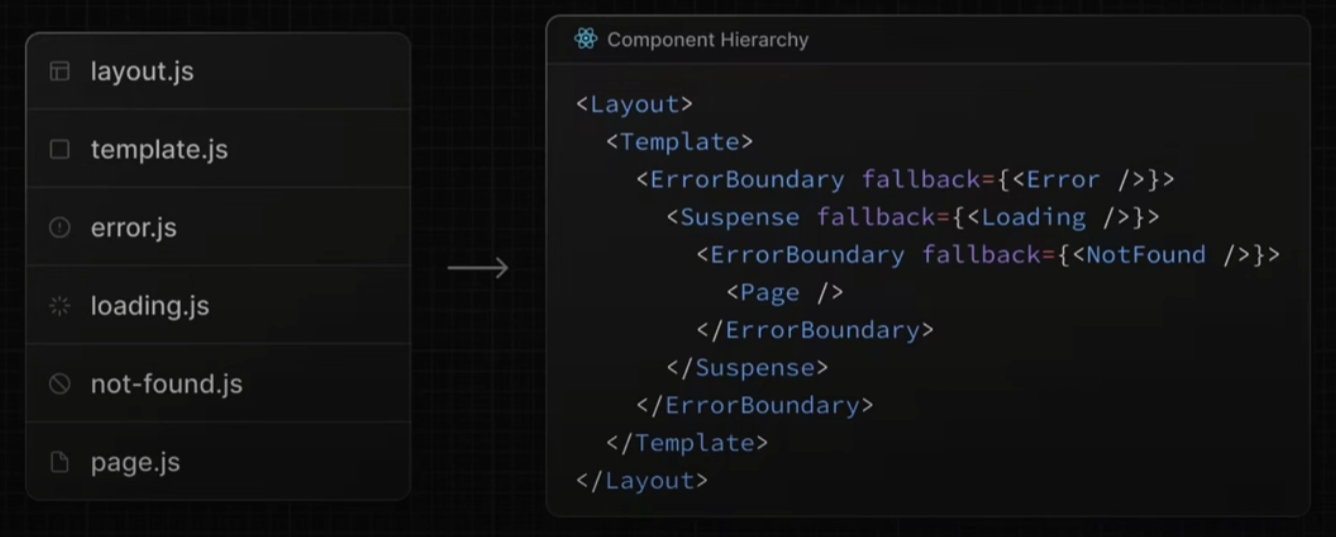 layout.js
template.js
error.js
loading.js
not-found.js
page.js
Component Hierarchy
<Layout>
<Template>
<ErrorBoundary fallback={<Error />}>
<Suspense fallback={<Loading />}>
<ErrorBoundary fallback={<NotFound />}>
<Page />
</ErrorBoundary>
</Suspense>
</ErrorBoundary>
</Template>
</Layout>